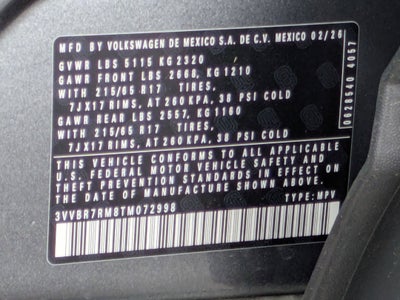 MFD BY VOLKSWAGEN DE MEXICO S.A. DE C.V. MEXICO 02/26
GVWR LBS 5115 KG 2320
GAWR FRONT LBS 2668, KG 1210
WITH 215/65 R17 TIRES,
7JX17 RIMS, AT 260 KPA, 38 PSI COLD
GAWR REAR LBS 2557, KG 1160
WITH 215/65 R17 TIRES,
7JX17 RIMS, AT 260 KPA, 38 PSI COLD
THIS VEHICLE CONFORMS TO ALL APPLICABLE
U.S. FEDERAL MOTOR VEHICLE SAFETY AND
THEFT PREVENTION STANDARDS IN EFFECT ON
THE DATE OF MANUFACTURE SHOWN ABOVE.
3VVBR7RM8TM072998 TYPE: MPV
0628540 4057